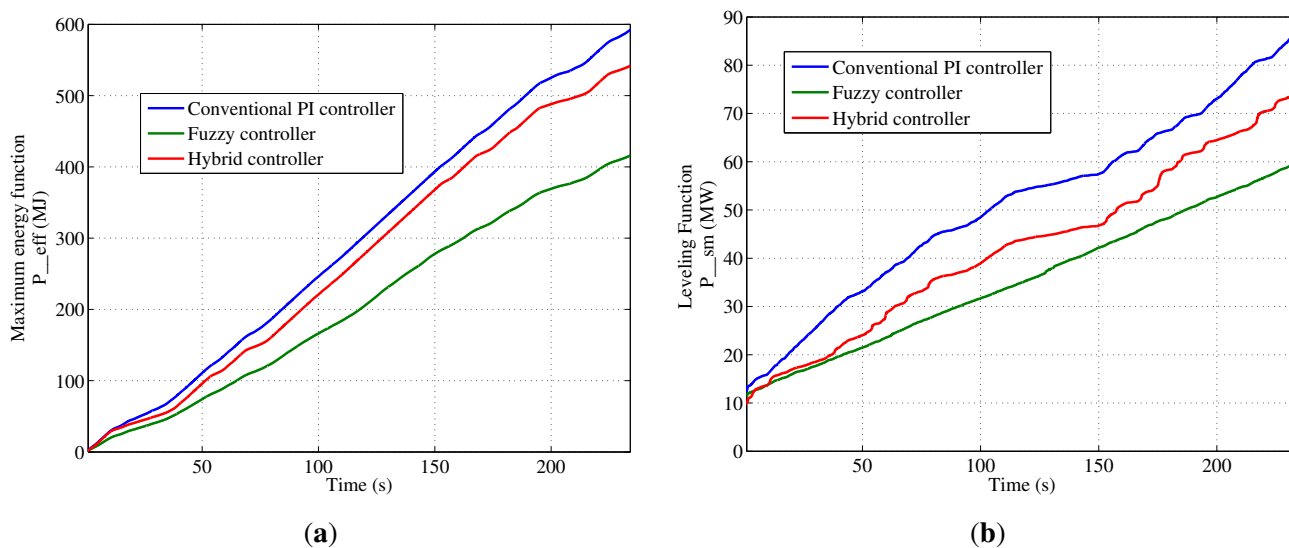 600
500
400
300
200
100
0
Maximum energy function
P__eff (MJ)
Conventional PI controller
Fuzzy controller
Hybrid controller
50
100
150
200
Time (s)
(a)
90
80
70
60
50
40
30
20
10
0
Leveling Function
P__sm (MW)
Conventional PI controller
Fuzzy controller
Hybrid controller
50
100
150
200
Time (s)
(b)